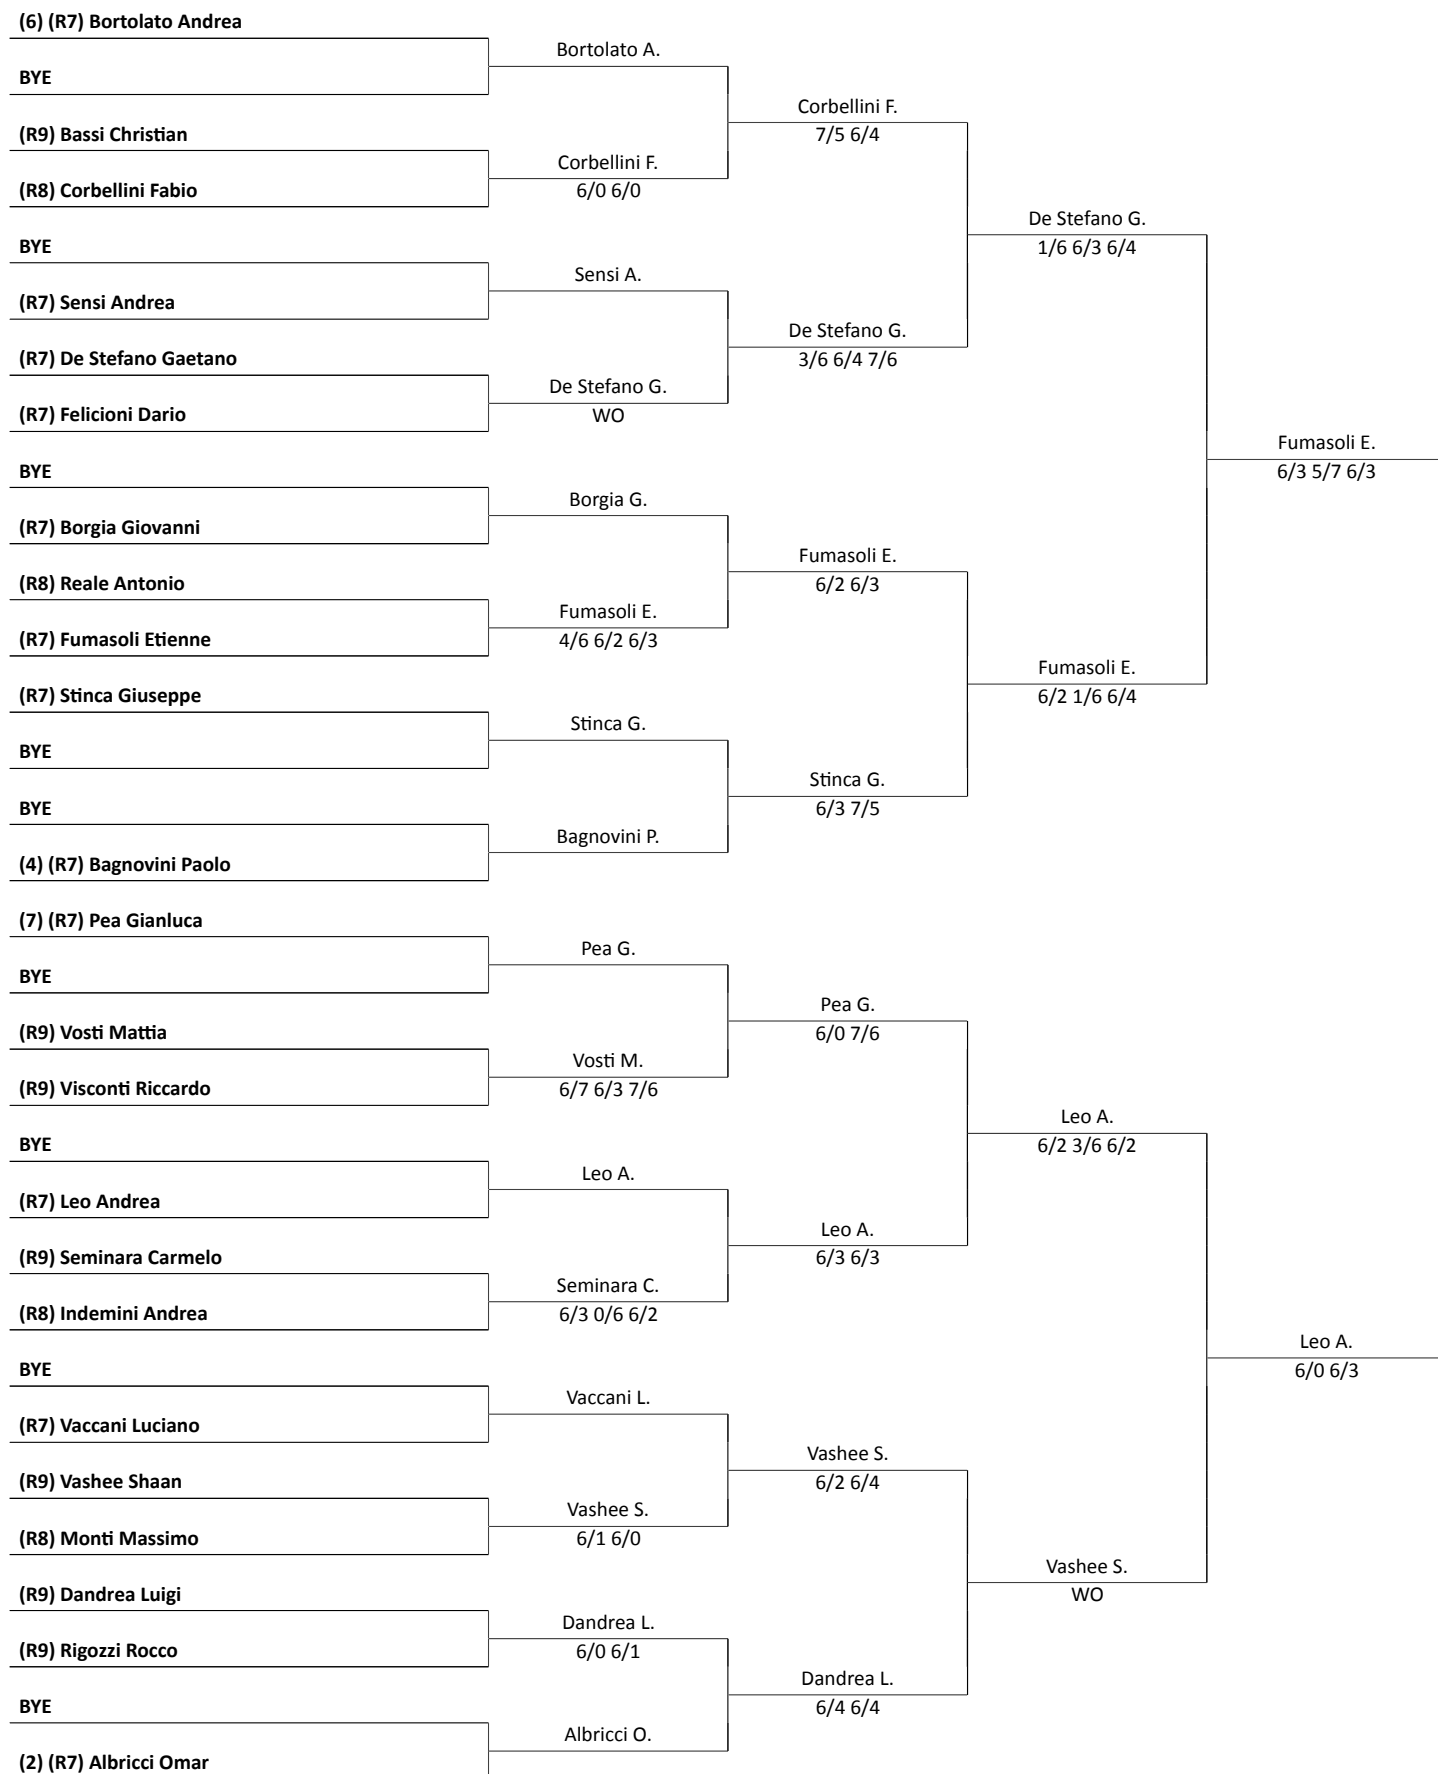 (6) (R7) Bortolato Andrea
Bortolato A.
BYE
Corbellini F.
7/5 6/4
(R9) Bassi Christian
Corbellini F.
6/0 6/0
(R8) Corbellini Fabio
De Stefano G.
1/6 6/3 6/4
BYE
Sensi A.
(R7) Sensi Andrea
De Stefano G.
3/6 6/4 7/6
(R7) De Stefano Gaetano
De Stefano G.
WO
(R7) Felicioni Dario
Fumasoli E.
6/3 5/7 6/3
BYE
Borgia G.
(R7) Borgia Giovanni
Fumasoli E.
6/2 6/3
(R8) Reale Antonio
Fumasoli E.
4/6 6/2 6/3
(R7) Fumasoli Etienne
Fumasoli E.
6/2 1/6 6/4
(R7) Stinca Giuseppe
Stinca G.
BYE
Stinca G.
6/3 7/5
BYE
Bagnovini P.
(4) (R7) Bagnovini Paolo
(7) (R7) Pea Gianluca
Pea G.
BYE
Pea G.
6/0 7/6
(R9) Vosti Mattia
Vosti M.
6/7 6/3 7/6
(R9) Visconti Riccardo
Leo A.
6/2 3/6 6/2
BYE
Leo A.
(R7) Leo Andrea
Leo A.
6/3 6/3
(R9) Seminara Carmelo
Seminara C.
6/3 0/6 6/2
(R8) Indemini Andrea
Leo A.
6/0 6/3
BYE
Vaccani L.
(R7) Vaccani Luciano
Vashee S.
6/2 6/4
(R9) Vashee Shaan
Vashee S.
6/1 6/0
(R8) Monti Massimo
Vashee S.
WO
(R9) Dandrea Luigi
Dandrea L.
6/0 6/1
(R9) Rigozzi Rocco
Dandrea L.
6/4 6/4
BYE
Albricci O.
(2) (R7) Albricci Omar